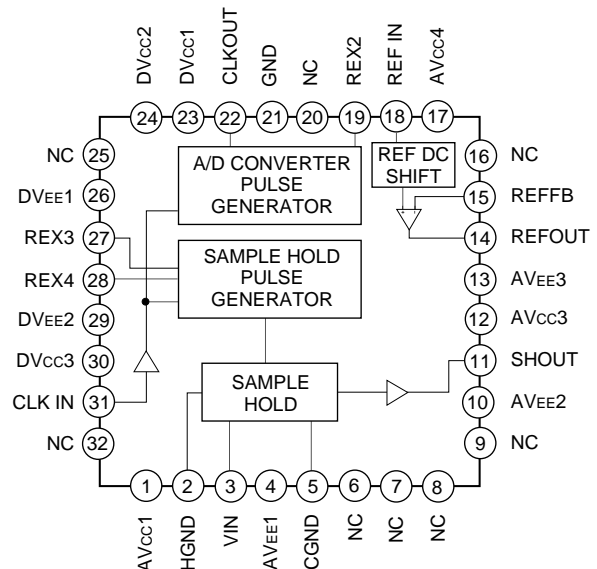 DVCC2
DVCC1
CLKOUT
GND
NC
REX2
REF IN
AVCC4
24
23
22
21
20
19
18
17
NC
25
DVEE1
26
REX3
27
REX4
28
DVEE2
29
DVCC3
30
CLK IN
31
NC
32
A/D CONVERTER
PULSE
GENERATOR
REF DC
SHIFT
SAMPLE HOLD
PULSE
GENERATOR
SAMPLE
HOLD
16
NC
15
REFFB
14
REFOUT
13
AVEE3
12
AVCC3
11
SHOUT
10
AVEE2
9
NC
1
2
3
4
5
6
7
8
AVCC1
HGND
VIN
AVEE1
CGND
NC
NC
NC